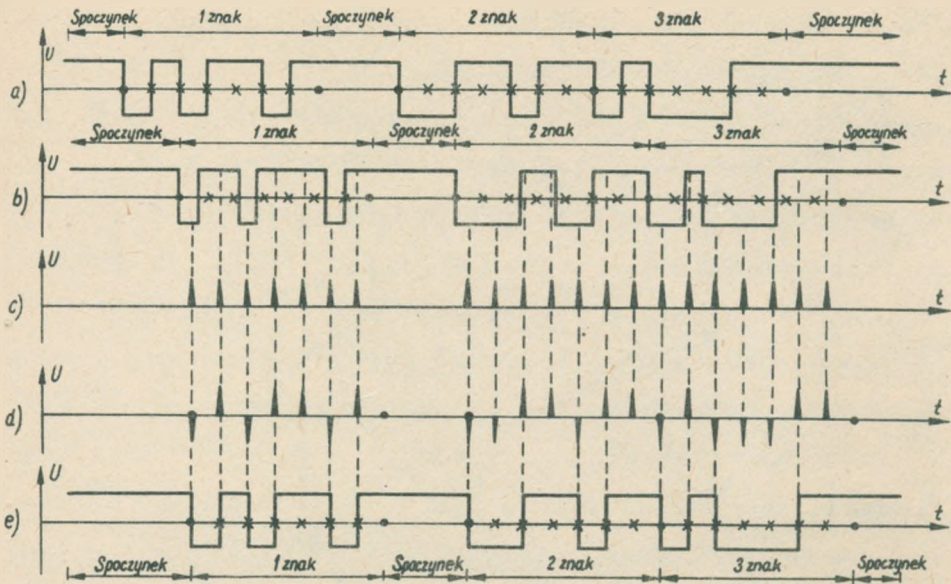 Spoczynek 1 znak Spoczynek 2 znak 3 znak Spoczynek
U
a) t
Spoczynek 1 znak Spoczynek 2 znak 3 znak Spoczynek
U
b) t
U
c) t
U
d) t
U
e) t
Spoczynek 1 znak Spoczynek 2 znak 3 znak Spoczynek